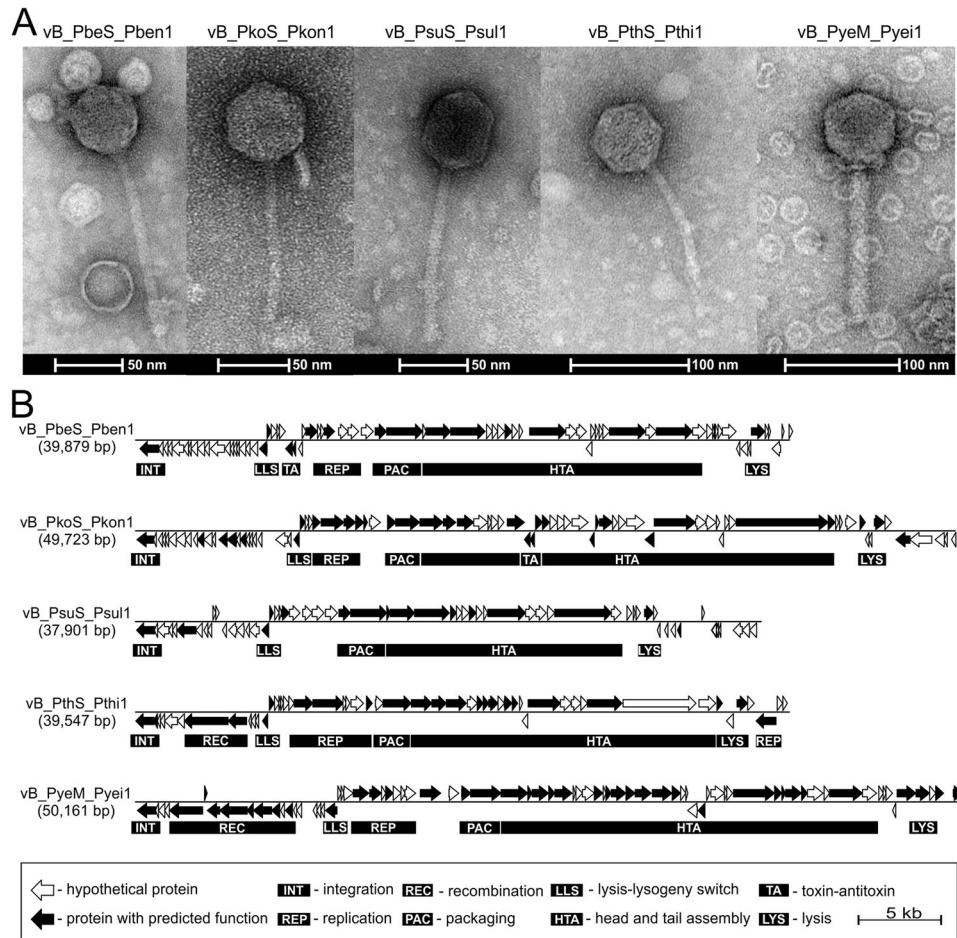 A
vB_PbeS_Pben1 vB_PkoS_Pkon1 vB_PsuS_Psul1 vB_PthS_Pthi1 vB_PyeM_Pyei1
50 nm 50 nm 50 nm 100 nm 100 nm
B
vB_PbeS_Pben1
(39,879 bp)
INT LLS TA REP PAC HTA LYS
vB_PkoS_Pkon1
(49,723 bp)
INT LLS REP PAC TA HTA LYS
vB_PsuS_Psul1
(37,901 bp)
INT LLS PAC HTA LYS
vB_PthS_Pthi1
(39,547 bp)
INT REC LLS REP PAC HTA LYS REP
vB_PyeM_Pyei1
(50,161 bp)
INT REC LLS REP PAC HTA LYS
- hypothetical protein INT - integration REC - recombination LLS - lysis-lysogeny switch TA - toxin-antitoxin
- protein with predicted function REP - replication PAC - packaging HTA - head and tail assembly LYS - lysis 5 kb